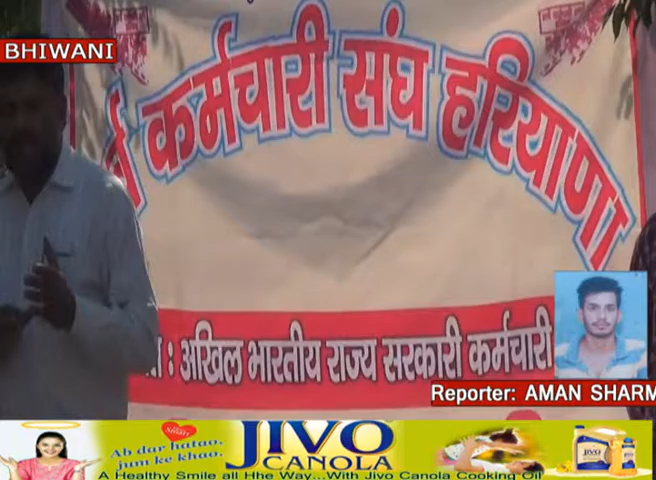 BHIWANI
कर्मचारी संघ हरियाणा
: अखिल भारतीय राज्य सरकारी कर्मचारी
Reporter: AMAN SHARM
Smart
Ab dar hatao.
jum ke khao.
JIVO
CANOLA
A Healthy Smile all Hhe Way...With Jivo Canola Cooking Oil